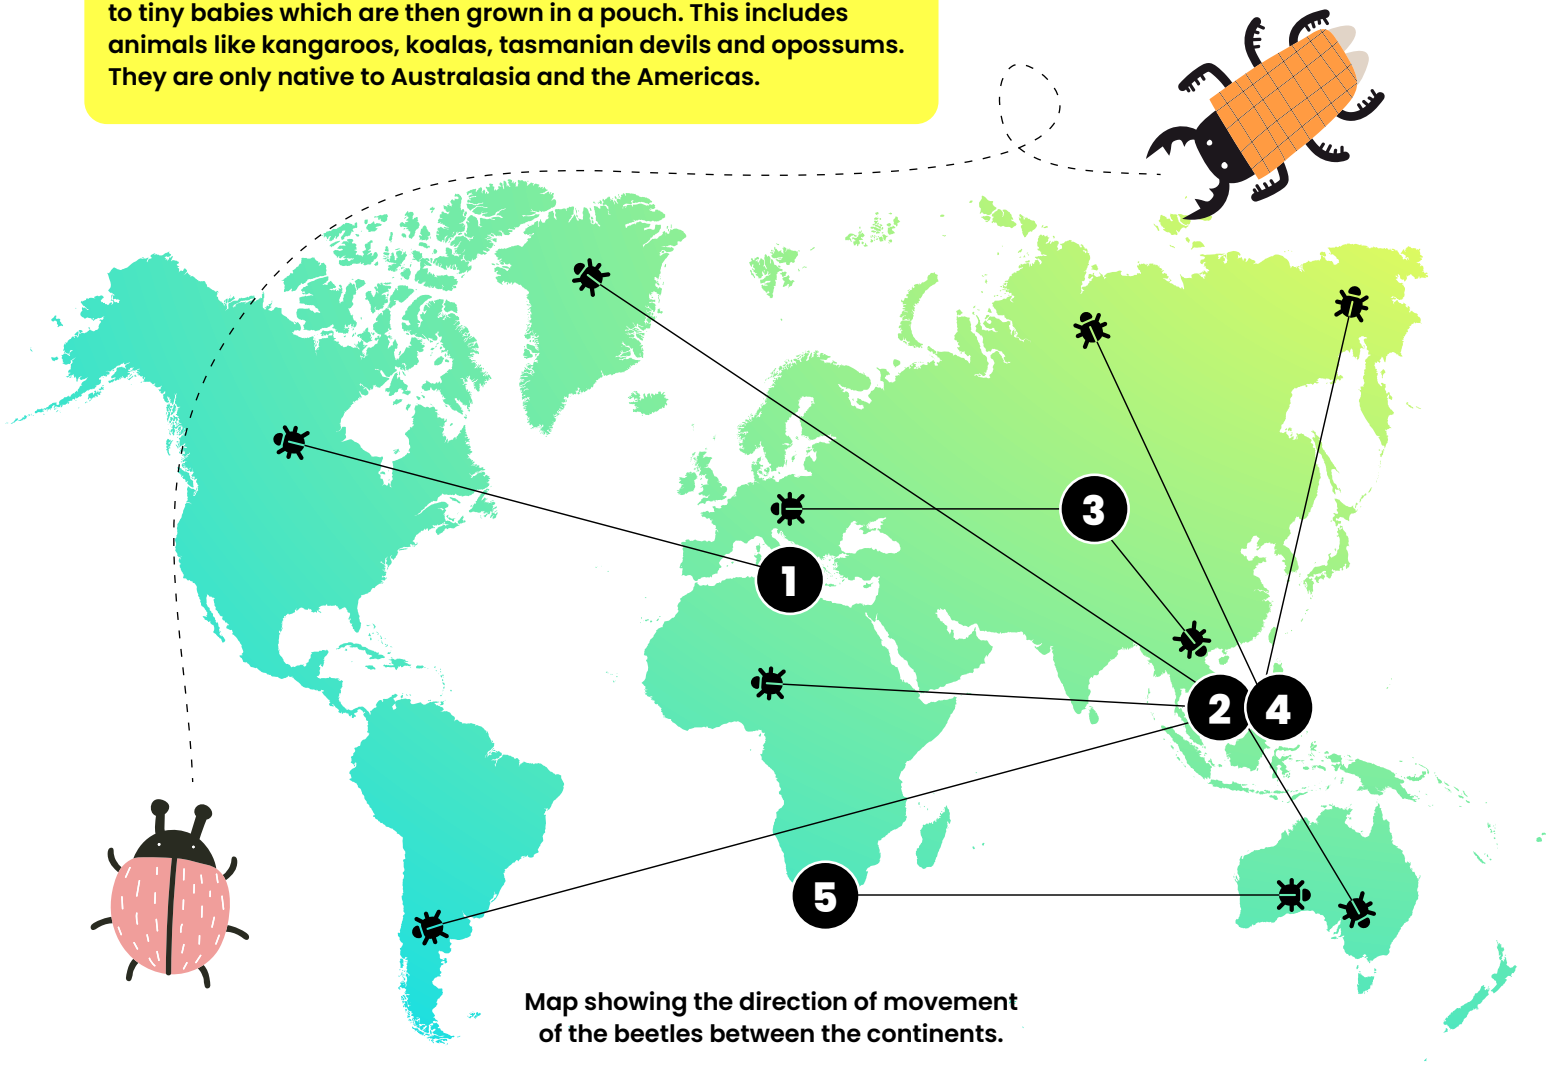 to tiny babies which are then grown in a pouch. This includes
animals like kangaroos, koalas, tasmanian devils and opossums.
They are only native to Australasia and the Americas.
3
1
2
4
5
Map showing the direction of movement
of the beetles between the continents.